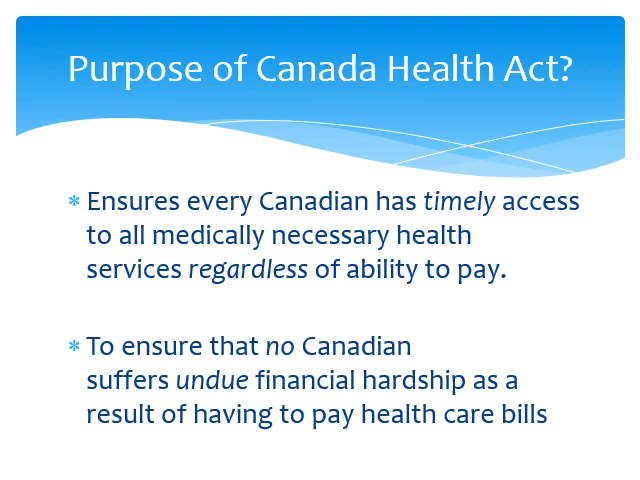 Purpose of Canada Health Act?
* Ensures every Canadian has timely access
to all medically necessary health
services regardless of ability to pay.
* To ensure that no Canadian
suffers undue financial hardship as a
result of having to pay health care bills